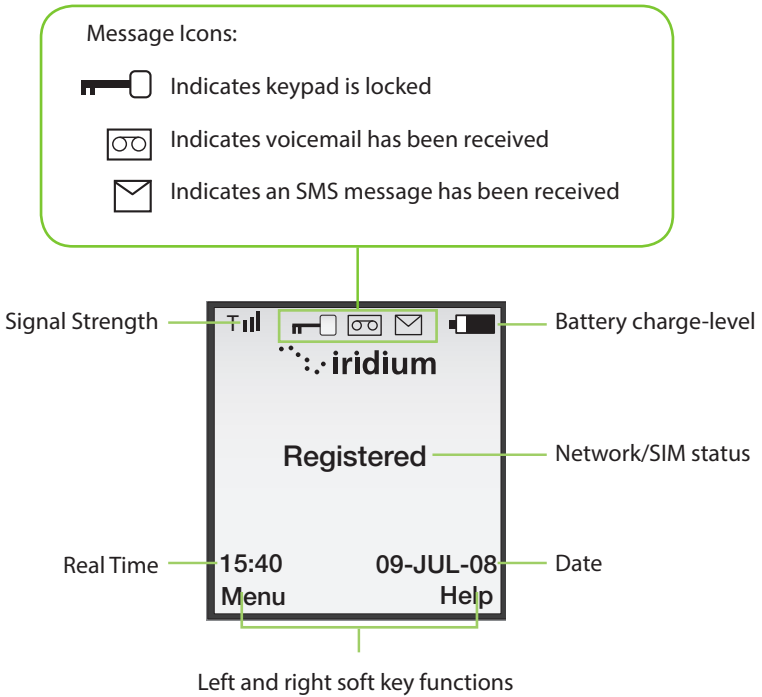 Message Icons:
Indicates keypad is locked
Indicates voicemail has been received
Indicates an SMS message has been received
Signal Strength
Battery charge-level
iridium
Registered
Network/SIM status
Real Time
15:40
09-JUL-08
Date
Menu
Help
Left and right soft key functions